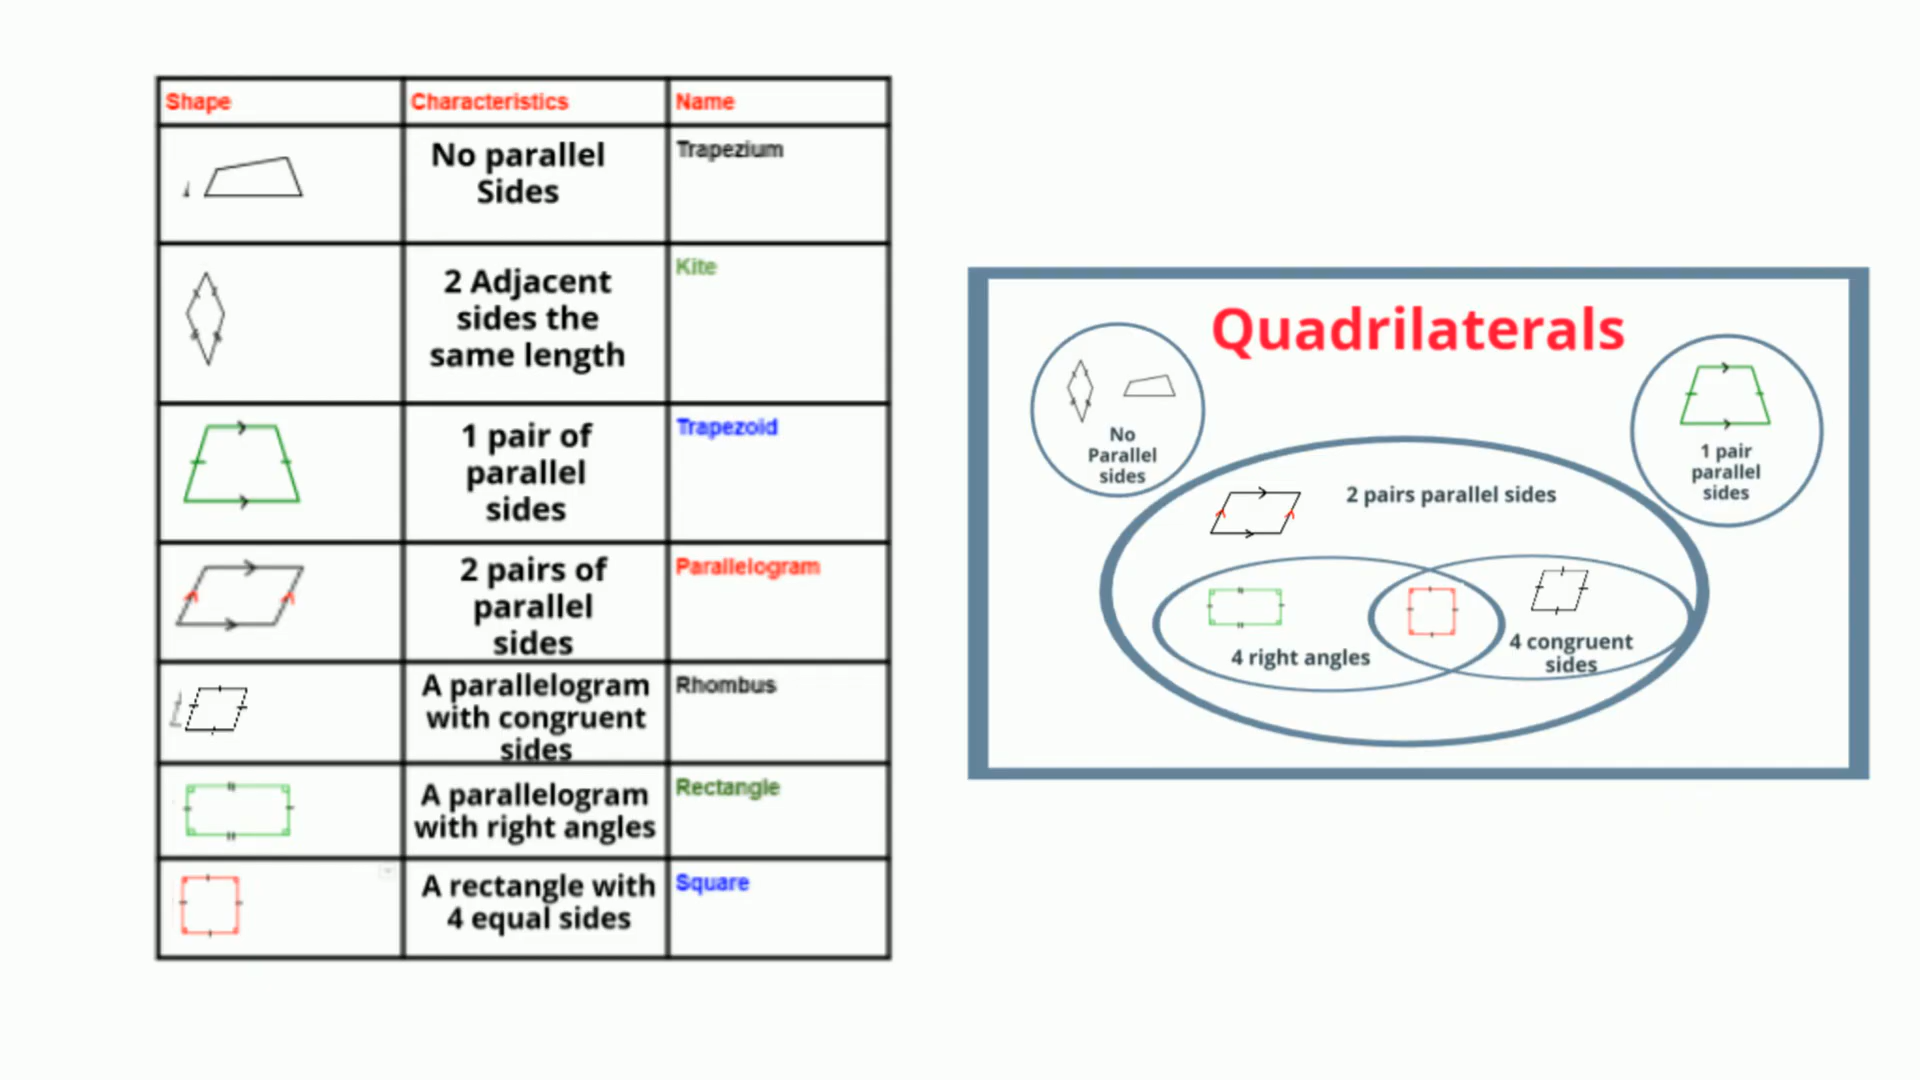 Shape Characteristics Name
No parallel
Sides
Trapezium
2 Adjacent
sides the
same length
Kite
1 pair of
parallel
sides
Trapezoid
2 pairs of
parallel
sides
Parallelogram
A parallelogram
with congruent
sides
Rhombus
A parallelogram
with right angles
Rectangle
A rectangle with
4 equal sides
Square
Quadrilaterals
No
Parallel
sides
1 pair
parallel
sides
2 pairs parallel sides
4 right angles
4 congruent
sides